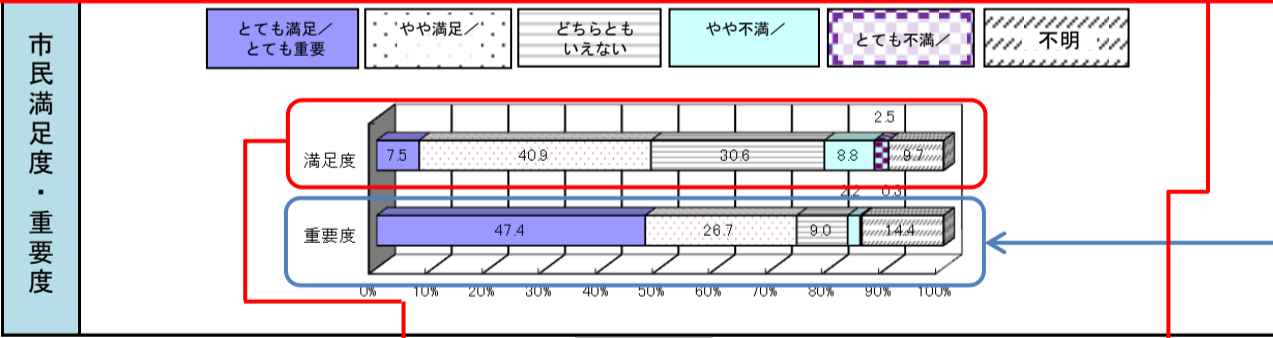 市民満足度・重要度
とても満足／
とても重要
やや満足／
どちらとも
いえない
やや不満／
とても不満／
不明
2.5
満足度
7.5
40.9
30.6
8.8
9.7
2.2
0.3
重要度
47.4
26.7
9.0
14.4
0%
10%
20%
30%
40%
50%
60%
70%
80%
90%
100%